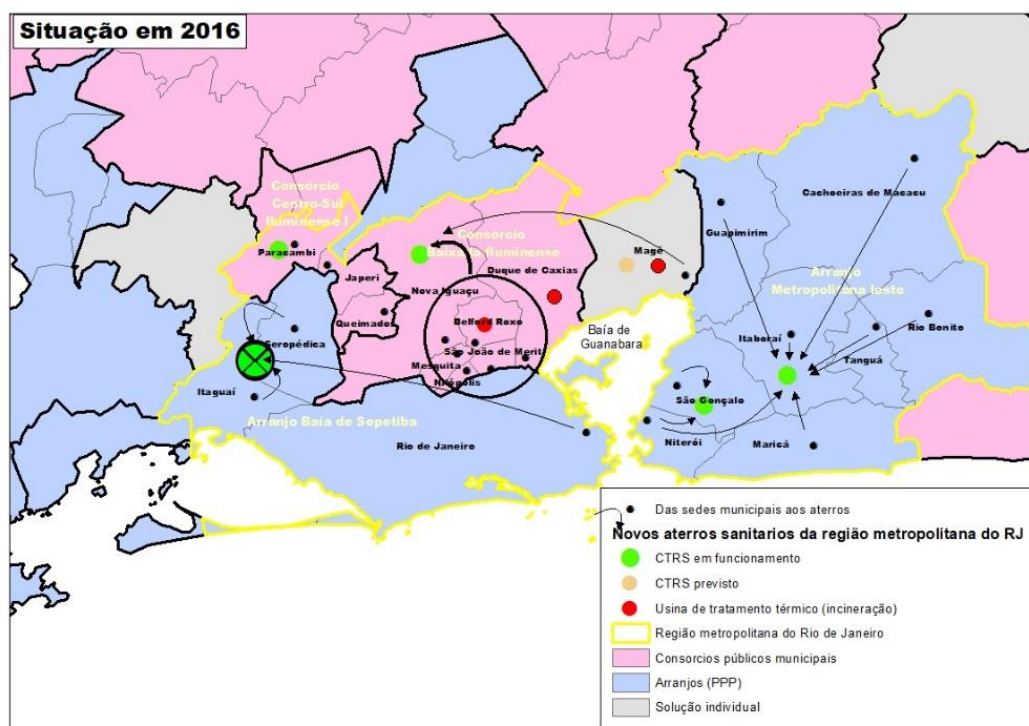 Situação em 2016
Consórcio
Centro-Sul
fluminense I
Paracambi
Japeri
Queimados
Seropédica
Itaguaí
Arranjo Baía de Sepetiba
Rio de Janeiro
Consórcio
Baixada fluminense
Duque de Caxias
Nova Iguaçu
Belford Roxo
São João de Merit
Mesquita
Nilópolis
Magé
Baía de
Guanabara
Guapimirim
Cachoeiras de Macacu
Arranjo
Metropolitana leste
Rio Bonito
Itaboraí
Tanguá
São Gonçalo
Niterói
Maricá
Das sedes municipais aos aterros
Novos aterros sanitarios da região metropolitana do RJ
CTRS em funcionamento
CTRS previsto
Usina de tratamento térmico (incineração)
Região metropolitana do Rio de Janeiro
Consorcios públicos municipais
Arranjos (PPP)
Solução individual